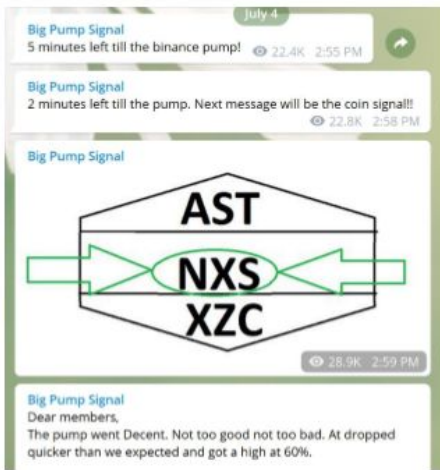 July 4
Big Pump Signal
5 minutes left till the binance pump! 22.4K 2:55 PM
Big Pump Signal
2 minutes left till the pump. Next message will be the coin signal!!
22.8K 2:58 PM
Big Pump Signal
AST
NXS
XZC
28.9K 2:59 PM
Big Pump Signal
Dear members,
The pump went Decent. Not too good not too bad. At dropped
quicker than we expected and got a high at 60%.